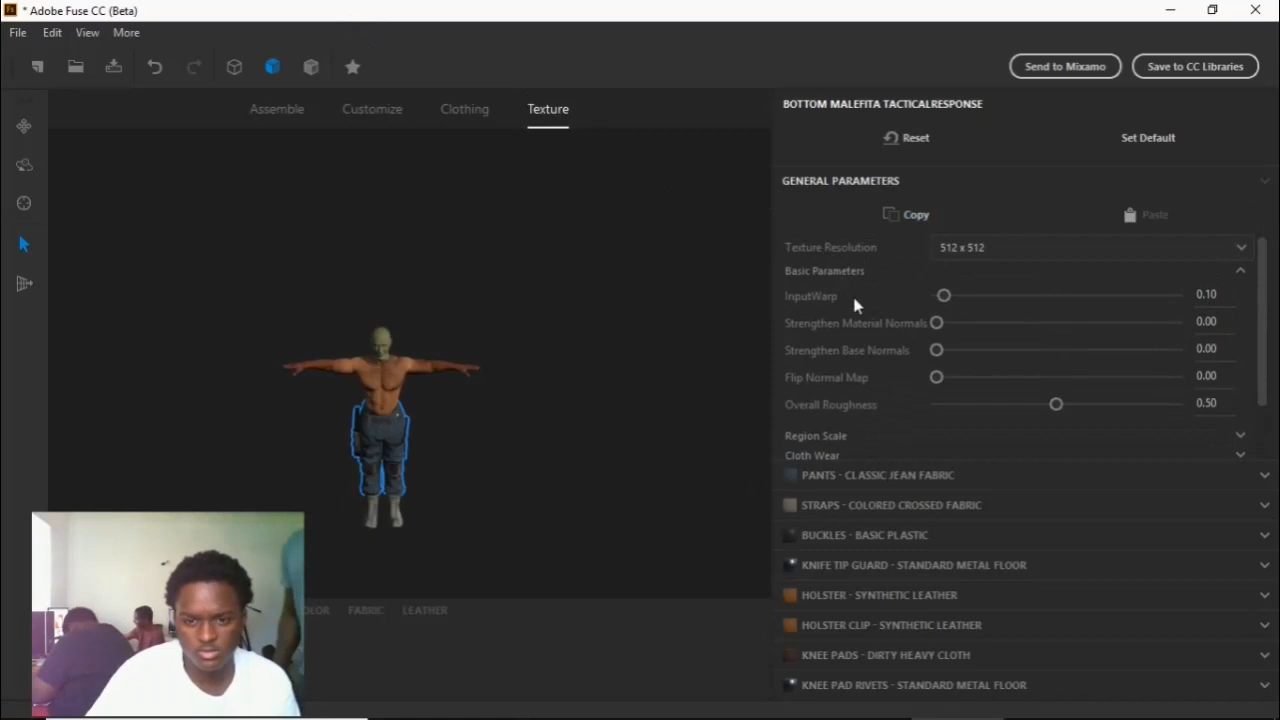 * Adobe Fuse CC (Beta)
File Edit View More
Send to Mixamo Save to CC Libraries
Assemble Customize Clothing Texture
BOTTOM MALEFITA TACTICALRESPONSE
Reset Set Default
GENERAL PARAMETERS
Copy Paste
Texture Resolution 512 x 512
Basic Parameters
InputWarp 0.10
Strengthen Material Normals 0.00
Strengthen Base Normals 0.00
Flip Normal Map 0.00
Overall Roughness 0.50
Region Scale
Cloth Wear
PANTS - CLASSIC JEAN FABRIC
STRAPS - COLORED CROSSED FABRIC
BUCKLES - BASIC PLASTIC
KNIFE TIP GUARD - STANDARD METAL FLOOR
HOLSTER - SYNTHETIC LEATHER
HOLSTER CLIP - SYNTHETIC LEATHER
KNEE PADS - DIRTY HEAVY CLOTH
KNEE PAD RIVETS - STANDARD METAL FLOOR
FABRIC LEATHER